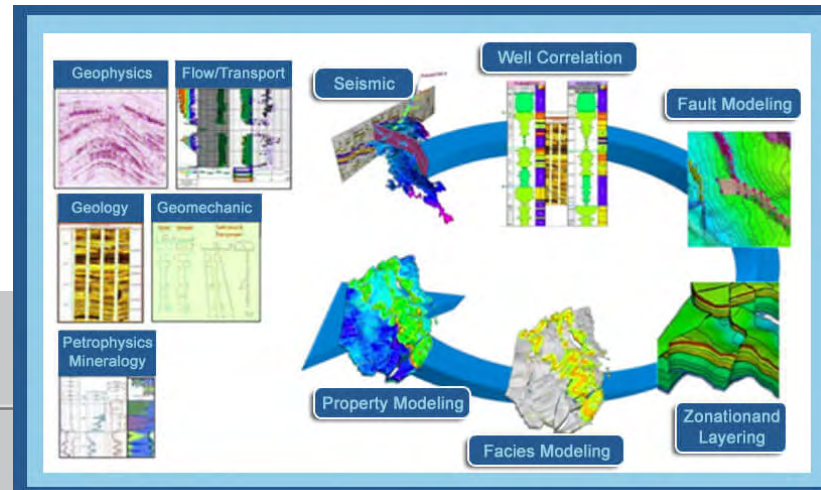 Geophysics
Flow/Transport
Geology
Geomechanic
Petrophysics
Mineralogy
Seismic
Well Correlation
Fault Modeling
Zonationand
Layering
Facies Modeling
Property Modeling